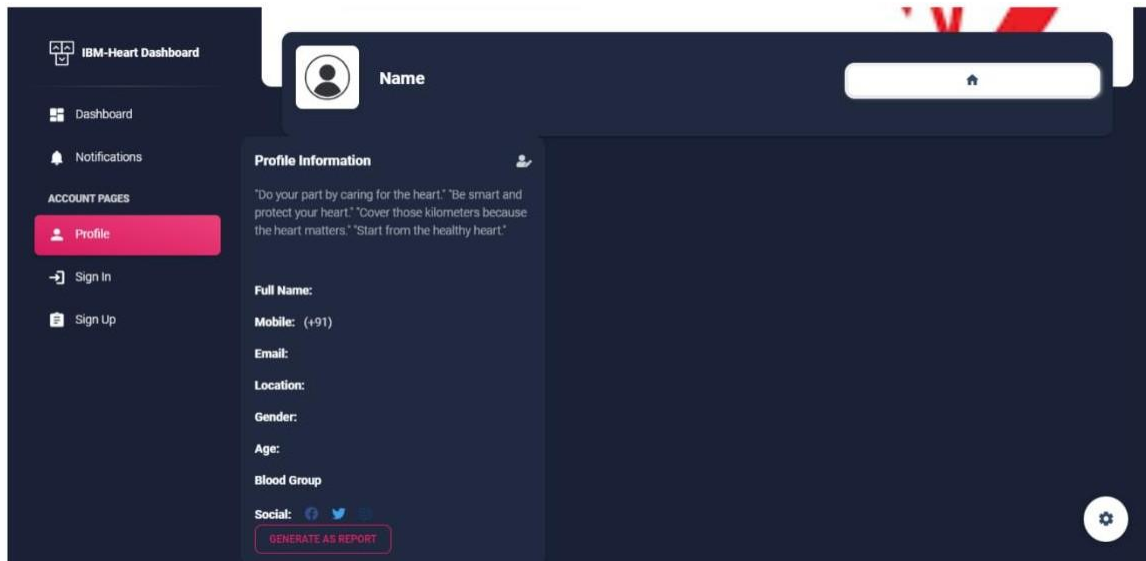 IBM-Heart Dashboard
Name
Dashboard
Notifications
ACCOUNT PAGES
Profile
Sign In
Sign Up
Profile Information
"Do your part by caring for the heart." "Be smart and
protect your heart." "Cover those kilometers because
the heart matters." "Start from the healthy heart."
Full Name:
Mobile: (+91)
Email:
Location:
Gender:
Age:
Blood Group
Social:
GENERATE AS REPORT